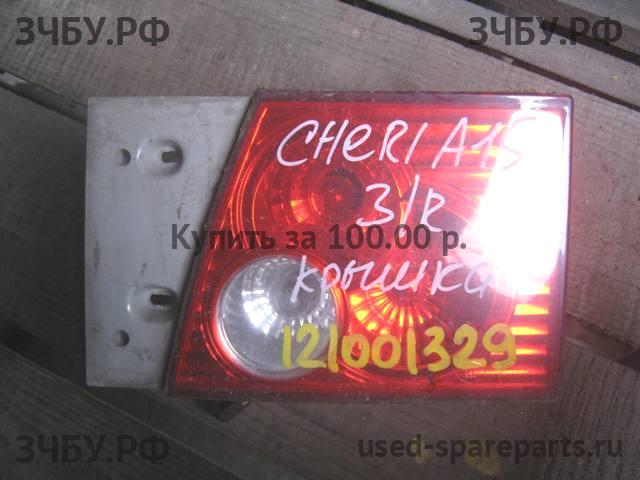 ЗЧБУ.РФ ЗЧБУ.РФ
CHERI A15
З/R
Купить за 100.00 р.
крышка
121001329
ЗЧБУ.РФ used-spareparts.ru